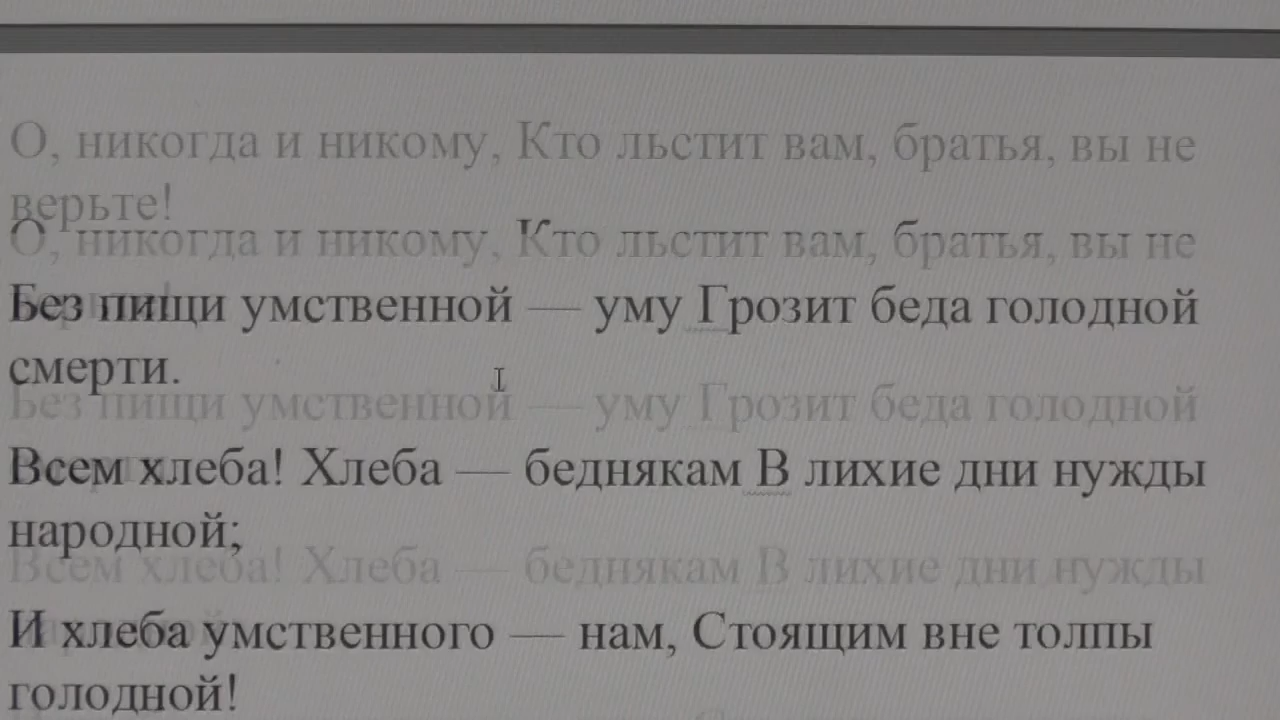 О, никогда и никому, Кто льстит вам, братья, вы не
верьте!
О, никогда и никому, Кто льстит вам, братья, вы не
Без пищи умственной — уму Грозит беда голодной
смерти.
Без пищи умственной — уму Грозит беда голодной
Всем хлеба! Хлеба — беднякам В лихие дни нужды
народной;
Всем хлеба! Хлеба — беднякам В лихие дни нужды
И хлеба умственного — нам, Стоящим вне толпы
голодной!